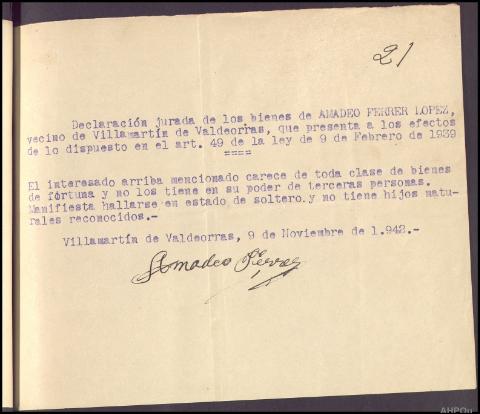 21
Declaración jurada de los bienes de AMADEO FERRER LOPEZ,
vecino de Villamartín de Valdeorras, que presenta a los efectos
de lo dispuesto en el art. 49 de la ley de 9 de Febrero de 1939
====
El interesado arriba mencionado carece de toda clase de bienes
de fortuna y no los tiene en su poder de terceras personas.
Manifiesta hallarse en estado de soltero.y no tiene hijos natu-
rales reconocidos.-
Villamartín de Valdeorras, 9 de Noviembre de 1.942.-
Amadeo Ferrer
AHPOu